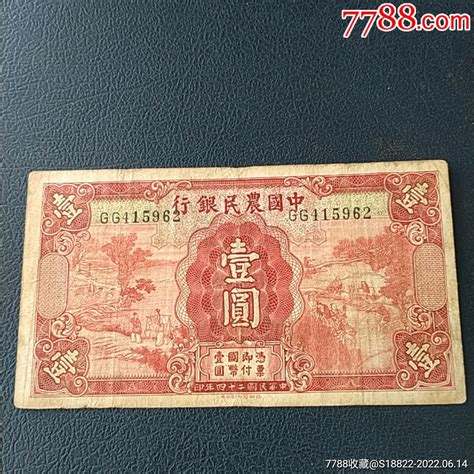 7788.com
中國農民銀行
GG415962 GG415962
壹 壹
壹圓
憑票即付國幣壹圓
壹 壹
中華民國二十四年印
7788收藏@S18822-2022.06.14